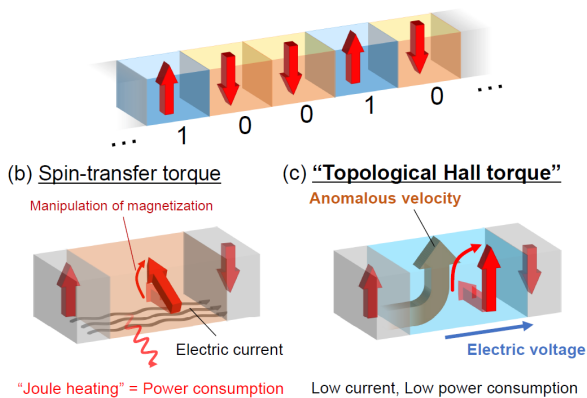 ... 1 0 0 1 0 ...
(b) Spin-transfer torque
Manipulation of magnetization
Electric current
"Joule heating" = Power consumption
(c) "Topological Hall torque"
Anomalous velocity
Electric voltage
Low current, Low power consumption